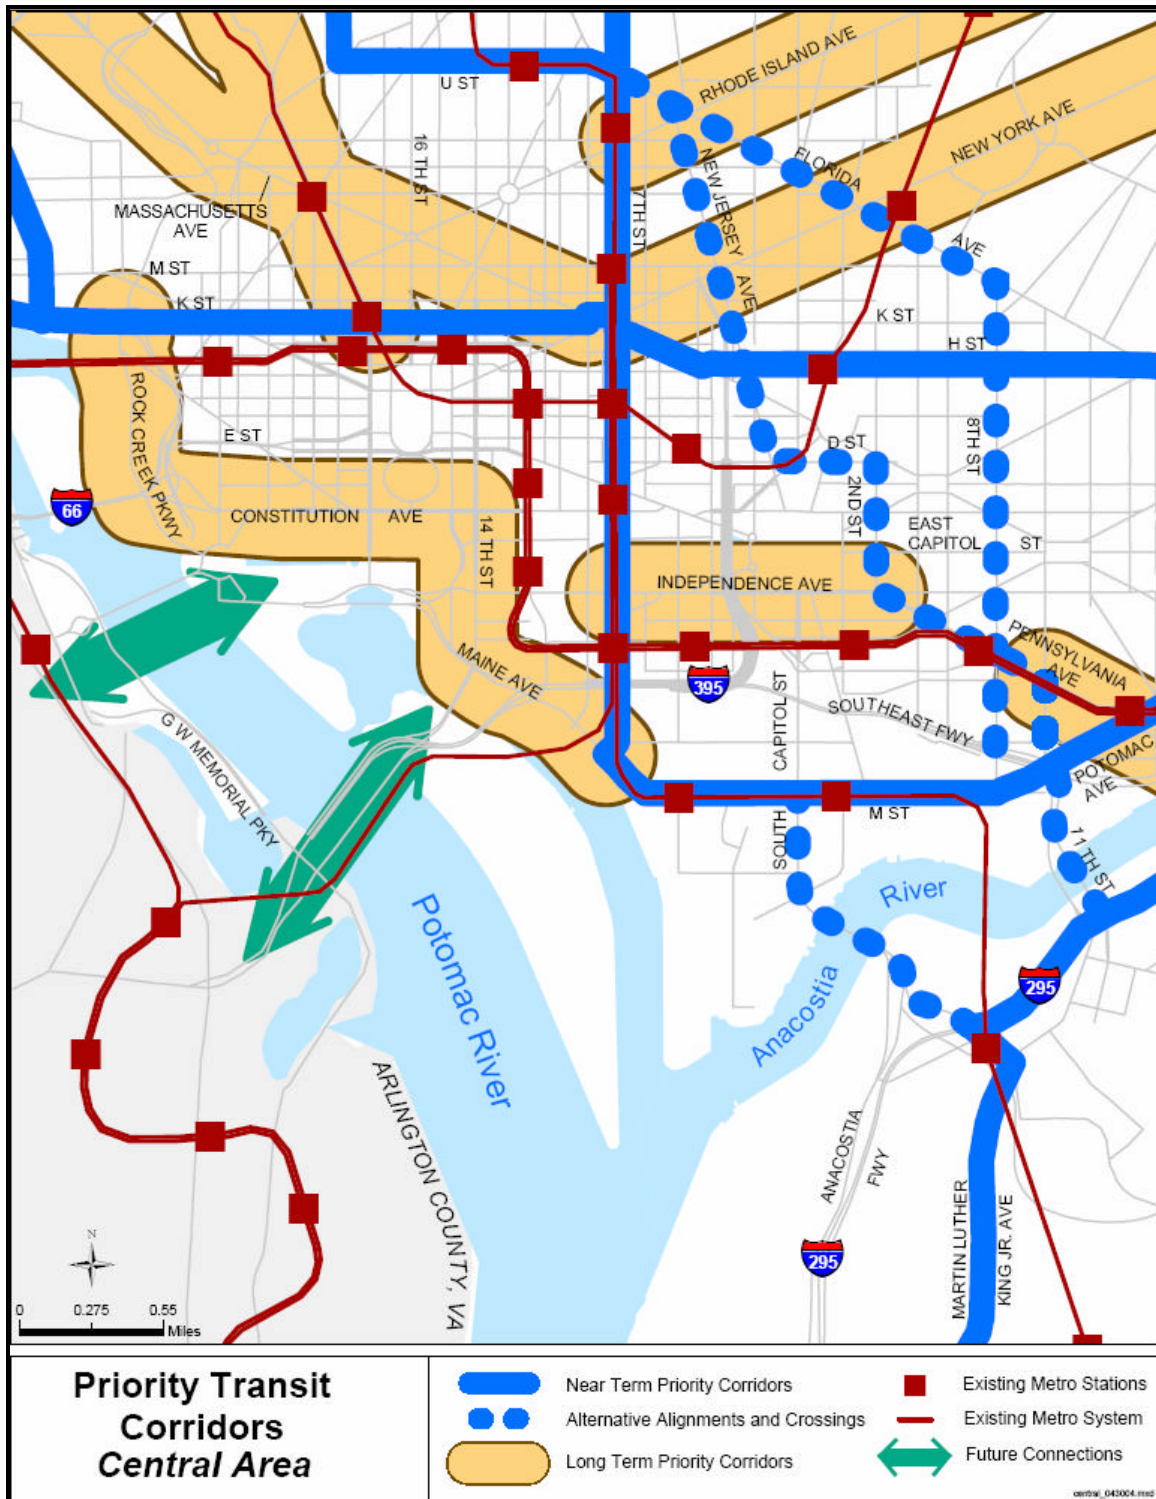 RHODE ISLAND AVE
U ST
NEW YORK AVE
16 TH ST
FLORIDA
AVE
NEW JERSEY
AVE
7TH ST
MASSACHUSETTS
AVE
M ST
K ST
K ST
H ST
ROCK CREEK PKWY
E ST
D ST
8TH ST
2ND ST
66
CONSTITUTION AVE
14 TH ST
EAST
CAPITOL ST
INDEPENDENCE AVE
PENNSYLVANIA
AVE
MAINE AVE
395
CAPITOL ST
SOUTH
SOUTHEAST FWY
G W MEMORIAL PKY
POTOMAC
AVE
M ST
11 TH ST
Potomac River
Anacostia
River
295
ARLINGTON COUNTY, VA
ANACOSTIA
FWY
MARTIN LUTHER
KING JR. AVE
295
N
0 0.275 0.55
Miles
Priority Transit
Corridors
Central Area
Near Term Priority Corridors
Alternative Alignments and Crossings
Long Term Priority Corridors
Existing Metro Stations
Existing Metro System
Future Connections
central_043004.mxd